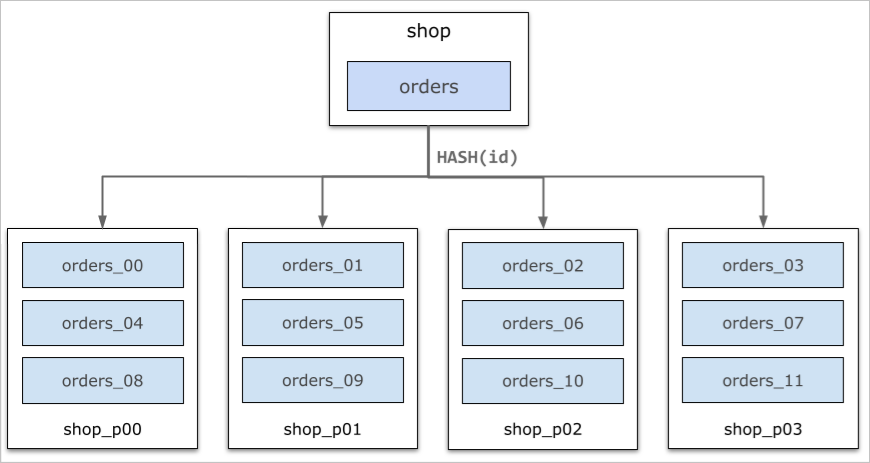 shop
orders
HASH(id)
orders_00
orders_04
orders_08
shop_p00
orders_01
orders_05
orders_09
shop_p01
orders_02
orders_06
orders_10
shop_p02
orders_03
orders_07
orders_11
shop_p03